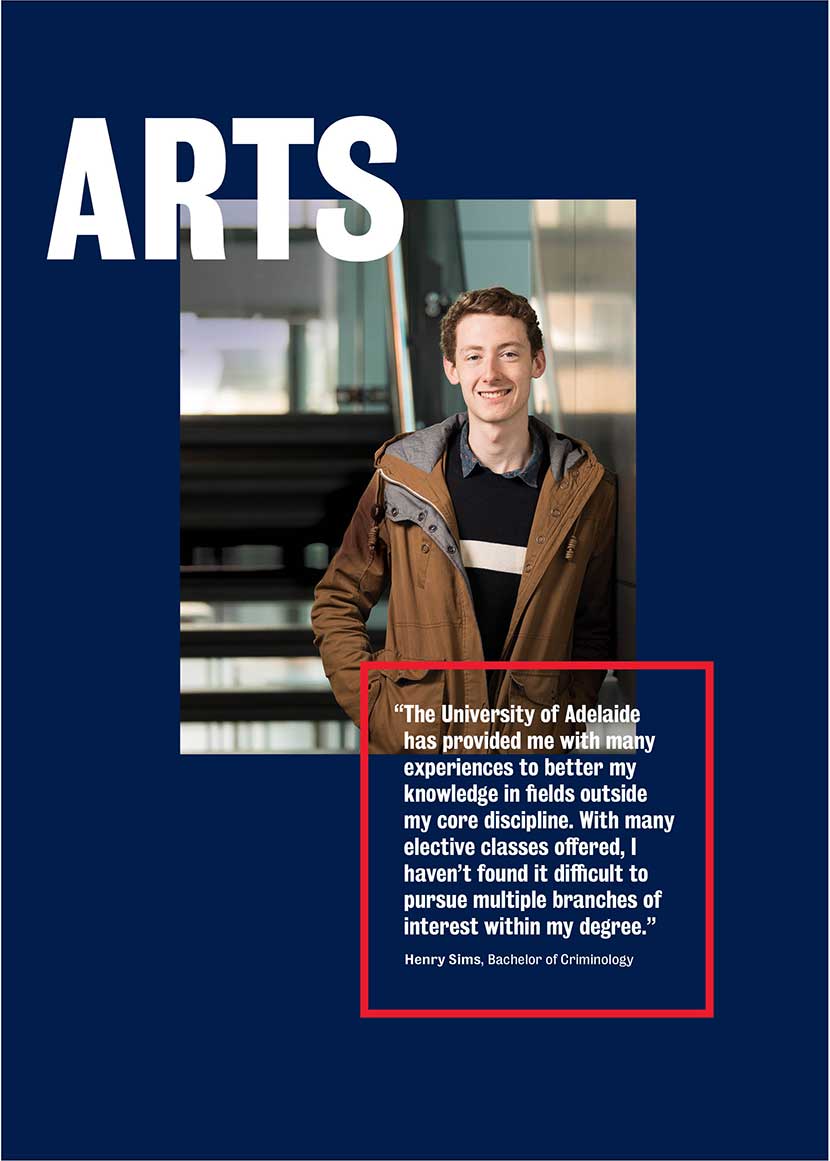 ARTS
“The University of Adelaide
has provided me with many
experiences to better my
knowledge in fields outside
my core discipline. With many
elective classes offered, I
haven’t found it difficult to
pursue multiple branches of
interest within my degree.”
Henry Sims, Bachelor of Criminology